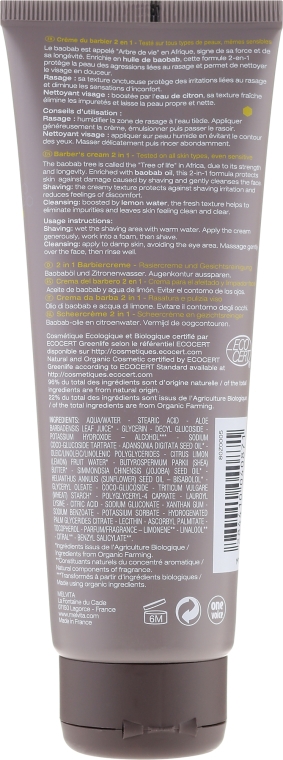 Crème du barbier 2 en 1 - Testé sur tous types de peaux, mêmes sensibles
Le baobab est appelé "Arbre de vie" en Afrique, signe de sa force et de
sa longévité. Enrichie en huile de baobab, cette formule 2-en-1
protège la peau des agressions liées au rasage et permet de nettoyer
le visage en douceur.
Rasage : sa texture onctueuse protège des irritations liées au rasage
et diminue les sensations d'inconfort.
Nettoyant visage : boostée par l'eau de citron, sa texture fraîche
élimine les impuretés et laisse la peau propre et nette.
Conseils d'utilisation :
Rasage : humidifier la zone de rasage à l'eau tiède. Appliquer
généreusement la crème, émulsionner puis passer le rasoir.
Nettoyant visage : appliquer sur peau humide en évitant le contour
des yeux. Masser délicatement puis rincer abondamment.
Barber's cream 2 in 1 - Tested on all skin types, even sensitive
The baobab tree is called the "Tree of life" in Africa, due to its strength
and longevity. Enriched with baobab oil, this 2-in-1 formula protects
skin against damage caused by shaving and gently cleanses the face.
Shaving: the creamy texture protects against shaving irritation and
reduces feelings of discomfort.
Cleansing: boosted by lemon water, the fresh texture helps to
eliminate impurities and leaves skin feeling clean and clear.
Usage instructions:
Shaving: wet the shaving area with warm water. Apply the cream
generously, work into a foam, then shave.
Cleansing: apply to damp skin, avoiding the eye area. Massage gently
over the face, then rinse thoroughly.
2 in 1 Barbiercrème - Rasiercreme und Gesichtsreinigung
Baobaböl und Zitronenwasser. Augenkontur aussparen.
Crema del barbero 2 en 1 - Crema para el afeitado y
Aceite de baobab y agua de limón. Evitar el contorno de los ojos.
Crema da barba 2 in 1 - Rasatura e pulizia viso
Olio di baobab e acqua di limone. Evitare il contorno occhi.
Scheercrème 2 in 1 -
Baobab-olie en citroenwater. Vermijd de oogcontouren.
Cosmétique Ecologique et Biologique certifié par
ECOCERT Greenlife selon le référentiel ECOCERT
disponible sur http://cosmetiques.ecocert.com
Natural and Organic Cosmetic certified by ECOCERT
Greenlife according to ECOCERT Standard available at
http://cosmetiques.ecocert.com
98% du total des ingrédients sont d'origine naturelle / of the total
ingredients are from natural origin.
22% du total des ingrédients sont issus de l'Agriculture Biologique
/ of the total ingredients are from Organic Farming.
ECO
CERT
INGREDIENTS: AQUA/WATER - STEARIC ACID - ALOE
BARBADENSIS LEAF JUICE* - GLYCERIN - DECYL GLUCOSIDE -
POTASSIUM HYDROXIDE - ALCOHOL - SODIUM
COCO-GLUCOSIDE TARTRATE - ADANSONIA DIGITATA SEED OIL* -
OLEIC/LINOLEIC/LINOLENIC POLYGLYCERIDES - CITRUS LEMON
(LEMON) FRUIT WATER* - BUTYROSPERMUM PARKII (SHEA)
BUTTER* - SIMMONDSIA CHINENSIS (JOJOBA) SEED OIL* -
HELIANTHUS ANNUUS (SUNFLOWER) SEED OIL - BISABOLOL -
GLYCERYL OLEATE - COCO-GLUCOSIDE - TRITICUM VULGARE
(WHEAT) STARCH* - POLYGLYCERYL-4 CAPRATE - LAUROYL
LYSINE - CITRIC ACID - SODIUM GLUCONATE - XANTHAN GUM -
SODIUM BENZOATE - POTASSIUM SORBATE - HYDROGENATED
PALM GLYCERIDES CITRATE - LECITHIN - ASCORBYL PALMITATE -
TOCOPHEROL - PARFUM/FRAGRANCE - LIMONENE** - LINALOOL** -
CITRAL** - BENZYL SALICYLATE**.
*Ingrédients issus de l'Agriculture Biologique /
Ingredients from Organic Farming.
**Constituants naturels du concentré aromatique /
Natural components of fragrance.
***Transformés à partir d'ingrédients biologiques /
made using organic ingredients.
MELVITA
La Fontaine du Cade
07150 Lagorce - France
www.melvita.com
Made in France
6M
one
voice